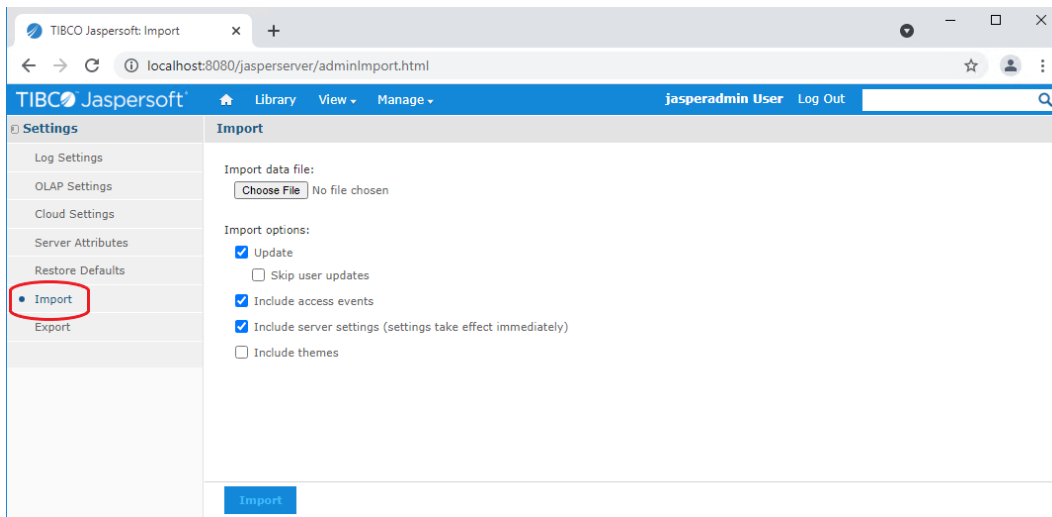 TIBCO Jaspersoft: Import
localhost:8080/jasperserver/adminImport.html
TIBCO Jaspersoft Library View Manage jasperadmin User Log Out
Settings
Import
Log Settings
OLAP Settings
Cloud Settings
Server Attributes
Restore Defaults
Import
Export
Import data file:
Choose File No file chosen
Import options:
Update
Skip user updates
Include access events
Include server settings (settings take effect immediately)
Include themes
Import